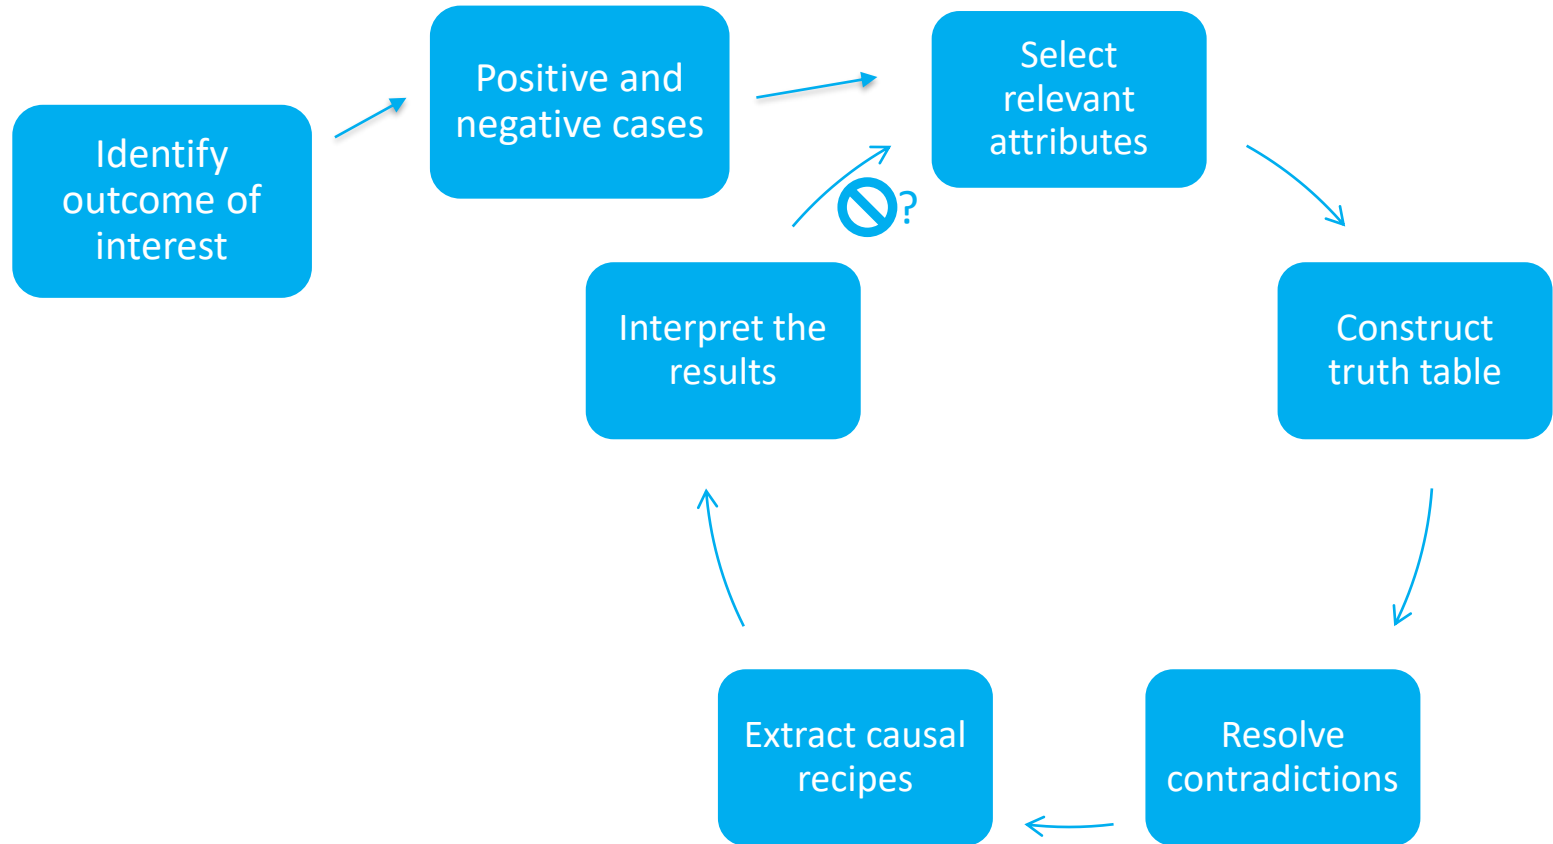 Identify
outcome of
interest
Positive and
negative cases
Select
relevant
attributes
?
Construct
truth table
Resolve
contradictions
Extract causal
recipes
Interpret the
results